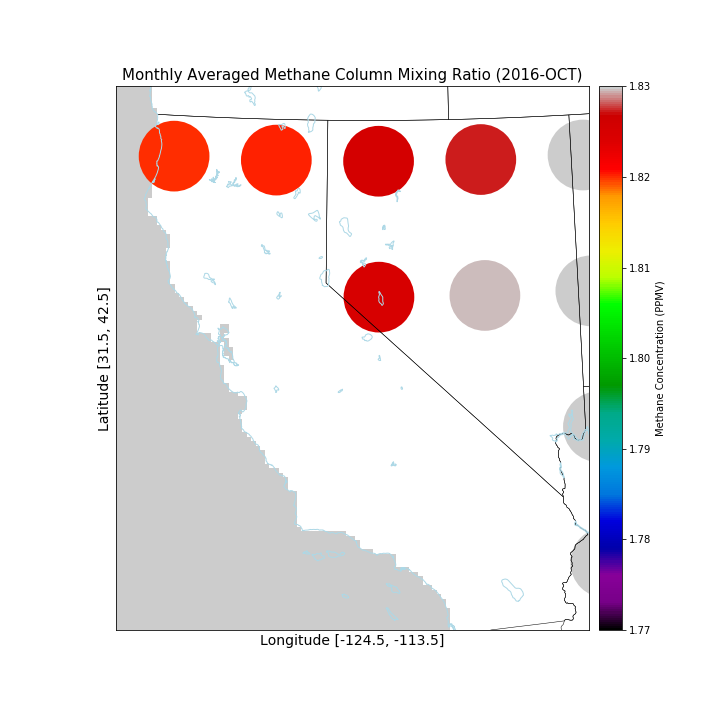 Monthly Averaged Methane Column Mixing Ratio (2016-OCT)
1.83
1.82
1.81
1.80
1.79
1.78
1.77
Methane Concentration (PPMV)
Latitude [31.5, 42.5]
Longitude [-124.5, -113.5]